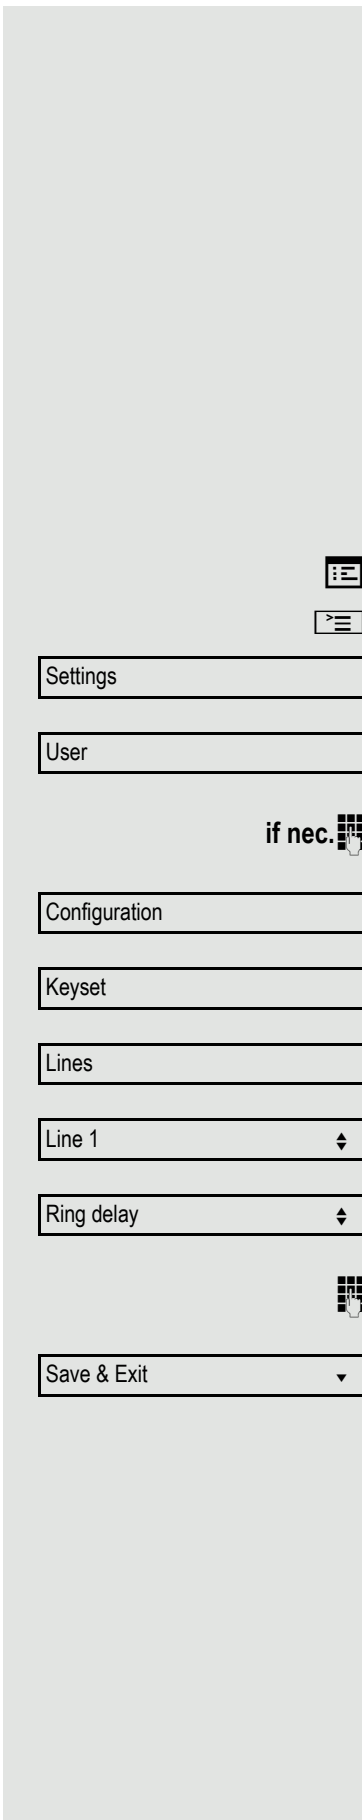 Settings
User
if nec.
Configuration
Keyset
Lines
Line 1
Ring delay
Save & Exit